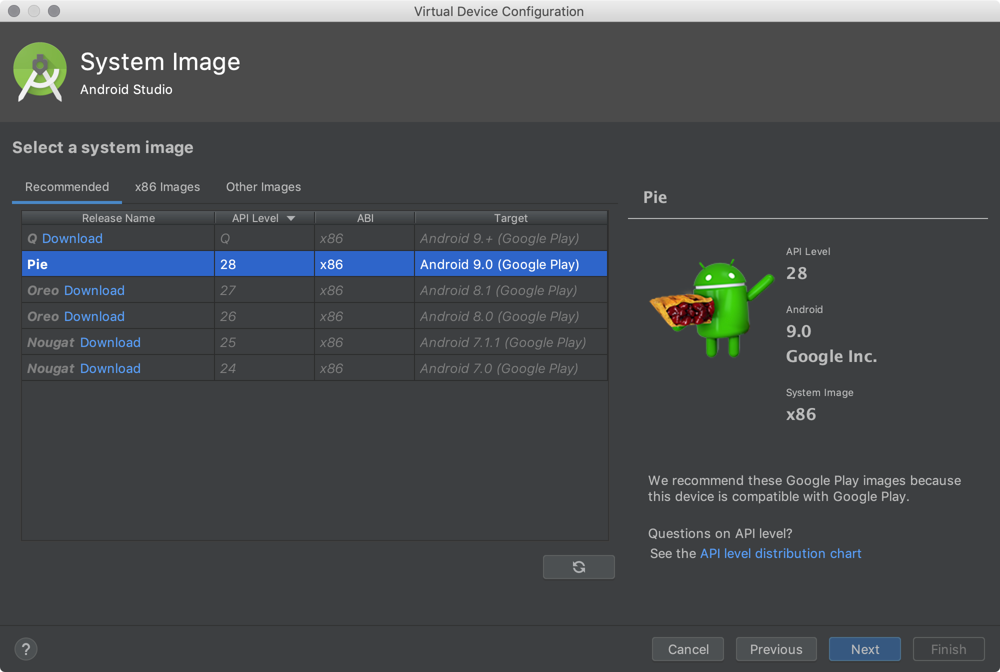 Virtual Device Configuration
System Image
Android Studio
Select a system image
Recommended x86 Images Other Images
Release Name API Level ABI Target
Q Download Q x86 Android 9.+ (Google Play)
Pie 28 x86 Android 9.0 (Google Play)
Oreo Download 27 x86 Android 8.1 (Google Play)
Oreo Download 26 x86 Android 8.0 (Google Play)
Nougat Download 25 x86 Android 7.1.1 (Google Play)
Nougat Download 24 x86 Android 7.0 (Google Play)
Pie
API Level
28
Android
9.0
Google Inc.
System Image
x86
We recommend these Google Play images because
this device is compatible with Google Play.
Questions on API level?
See the API level distribution chart
? Cancel Previous Next Finish